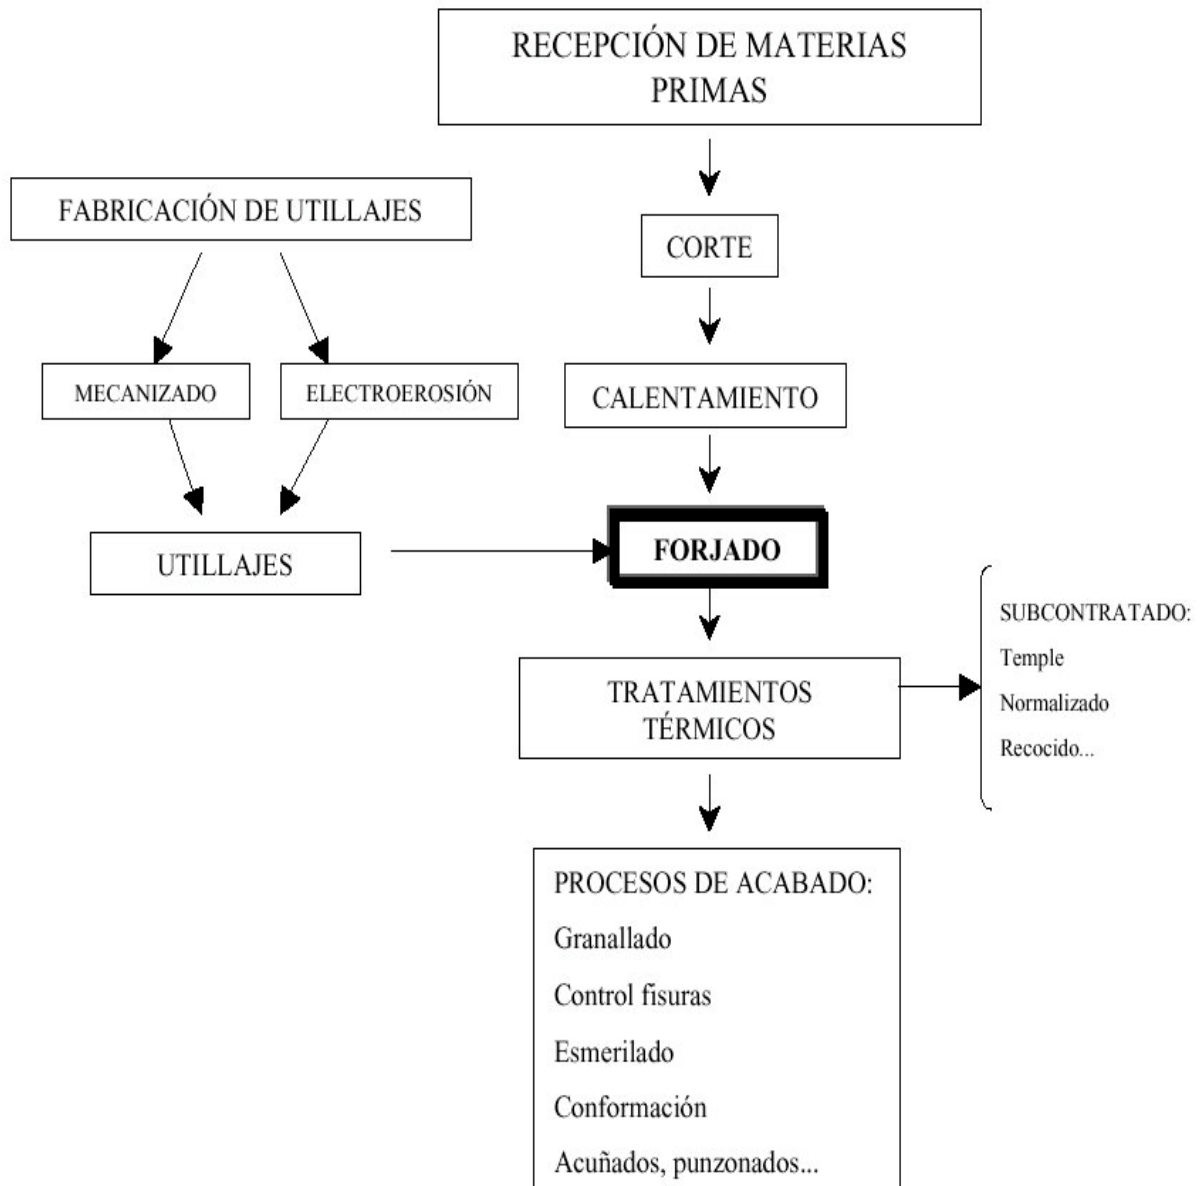 RECEPCIÓN DE MATERIAS
PRIMAS
FABRICACIÓN DE UTILLAJES
CORTE
MECANIZADO
ELECTROEROSIÓN
CALENTAMIENTO
UTILLAJES
FORJADO
TRATAMIENTOS
TÉRMICOS
SUBCONTRATADO:
Temple
Normalizado
Recocido...
PROCESOS DE ACABADO:
Granallado
Control fisuras
Esmerilado
Conformación
Acuñados, punzonados...